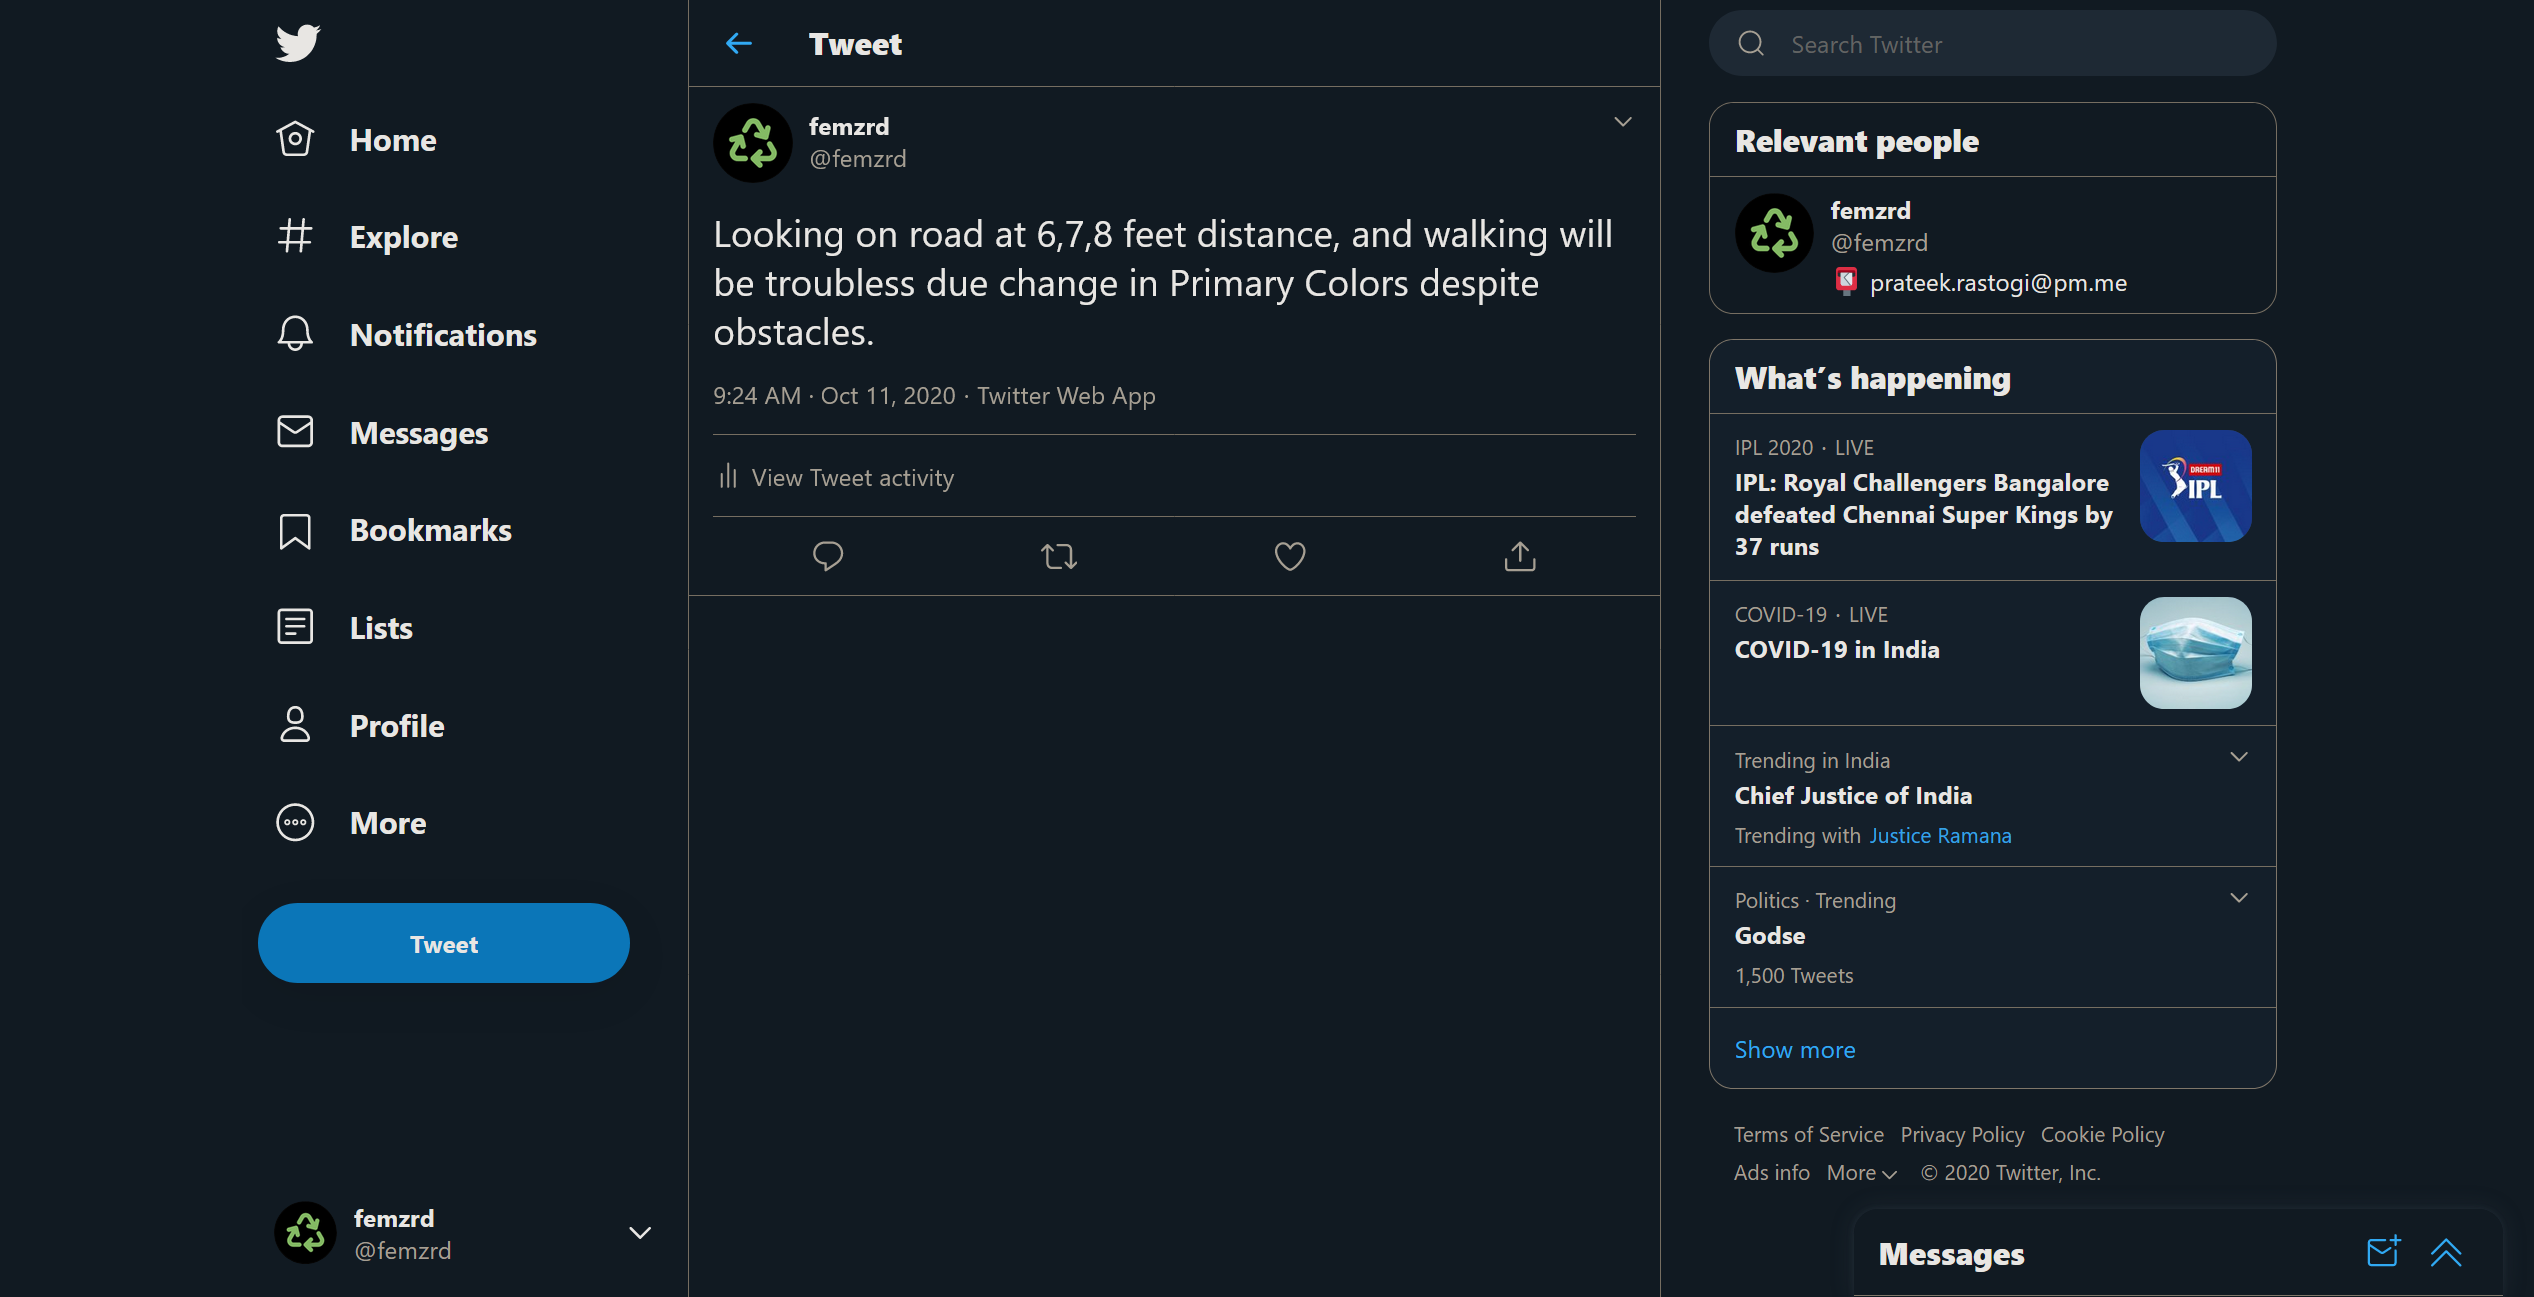 Home
Explore
Notifications
Messages
Bookmarks
Lists
Profile
More
Tweet
femzrd
@femzrd
Tweet
femzrd
@femzrd
Looking on road at 6,7,8 feet distance, and walking will
be troubless due change in Primary Colors despite
obstacles.
9:24 AM · Oct 11, 2020 · Twitter Web App
View Tweet activity
Search Twitter
Relevant people
femzrd
@femzrd
prateek.rastogi@pm.me
What's happening
IPL 2020 · LIVE
IPL: Royal Challengers Bangalore
defeated Chennai Super Kings by
37 runs
DREAM11
IPL
COVID-19 · LIVE
COVID-19 in India
Trending in India
Chief Justice of India
Trending with Justice Ramana
Politics · Trending
Godse
1,500 Tweets
Show more
Terms of Service Privacy Policy Cookie Policy
Ads info More © 2020 Twitter, Inc.
Messages